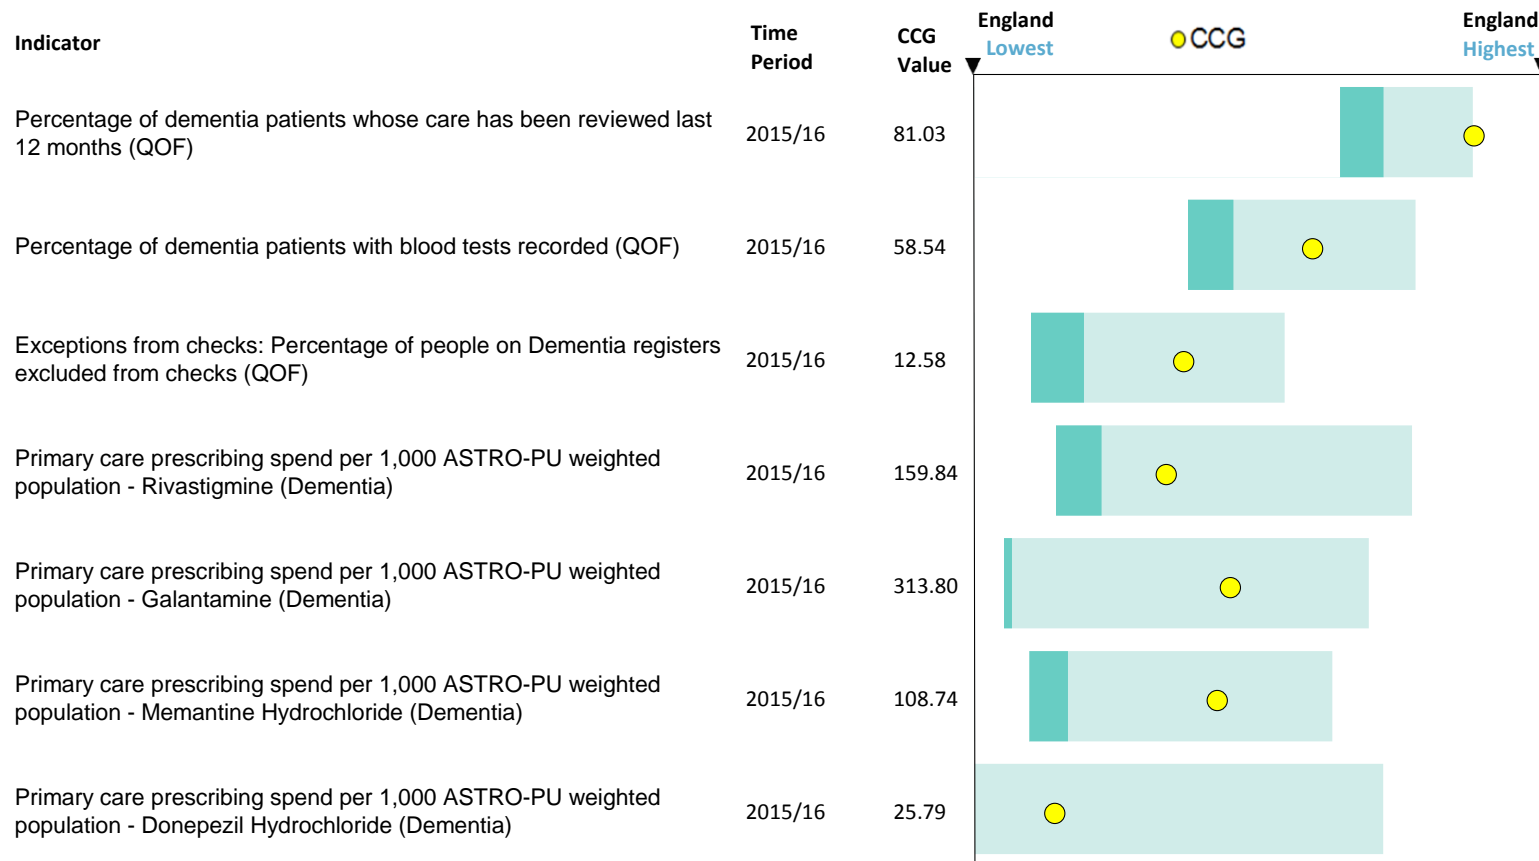 Indicator
Time
Period
CCG
Value
England
Lowest
CCG
England
Highest
Percentage of dementia patients whose care has been reviewed last
12 months (QOF)
2015/16
81.03
Percentage of dementia patients with blood tests recorded (QOF)
2015/16
58.54
Exceptions from checks: Percentage of people on Dementia registers
excluded from checks (QOF)
2015/16
12.58
Primary care prescribing spend per 1,000 ASTRO-PU weighted
population - Rivastigmine (Dementia)
2015/16
159.84
Primary care prescribing spend per 1,000 ASTRO-PU weighted
population - Galantamine (Dementia)
2015/16
313.80
Primary care prescribing spend per 1,000 ASTRO-PU weighted
population - Memantine Hydrochloride (Dementia)
2015/16
108.74
Primary care prescribing spend per 1,000 ASTRO-PU weighted
population - Donepezil Hydrochloride (Dementia)
2015/16
25.79